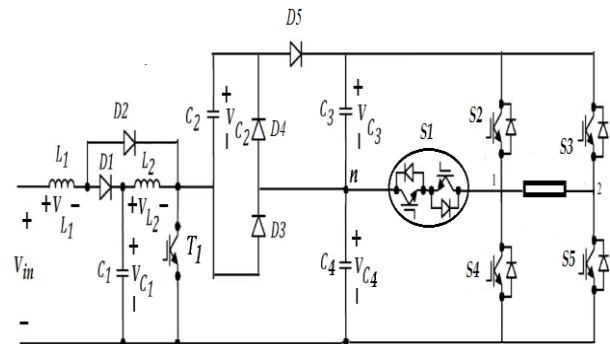 D5
D2
C2
+
V
C2
−
D4
+
V
C3
−
C3
S1
S2
S3
L1
D1
L2
n
1
2
+ V L1 −
+ V L2 −
D3
+
Vin
−
C1
+
V
C1
−
T1
C4
+
V
C4
−
S4
S5